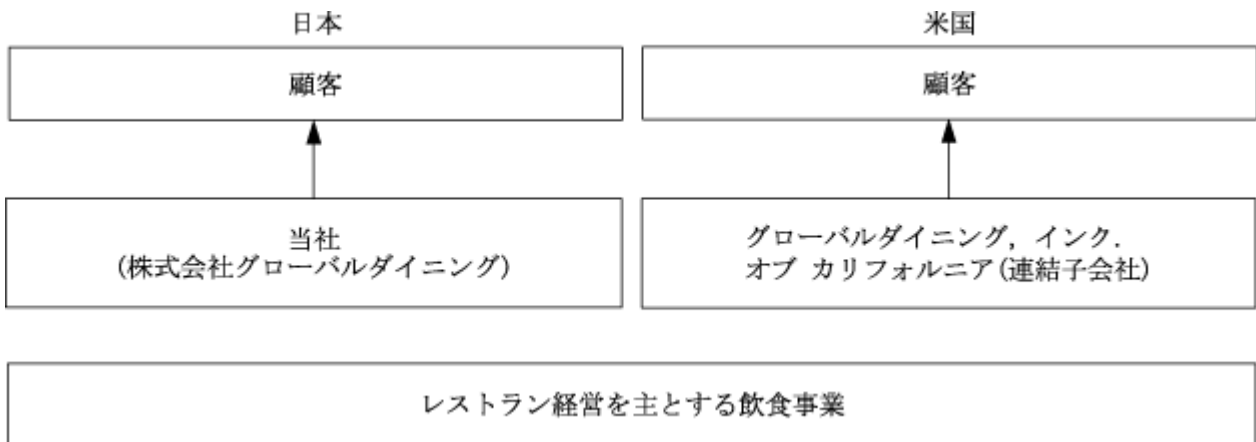 日本
米国
顧客
顧客
当社
(株式会社グローバルダイニング)
グローバルダイニング, インク.
オブ カリフォルニア(連結子会社)
レストラン経営を主とする飲食事業